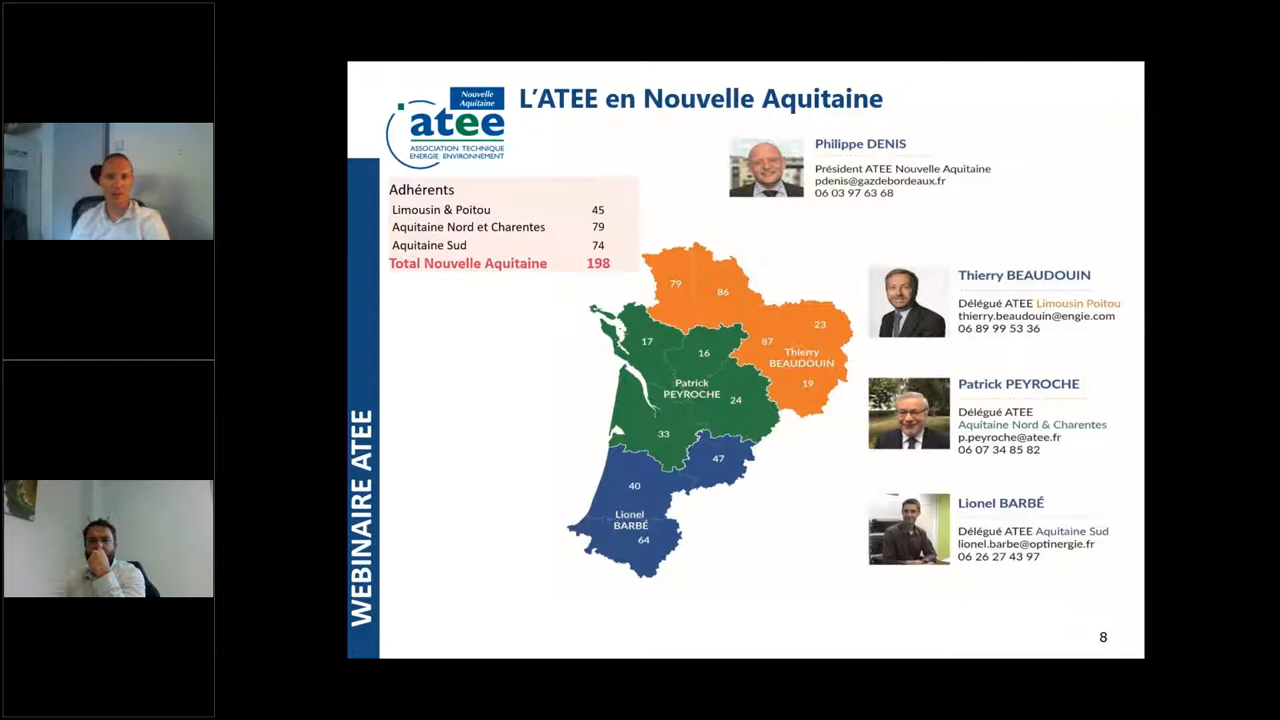 Nouvelle
Aquitaine
atee
ASSOCIATION TECHNIQUE
ENERGIE ENVIRONNEMENT
L'ATEE en Nouvelle Aquitaine
Philippe DENIS
Président ATEE Nouvelle Aquitaine
pdenis@gazdebordeaux.fr
06 03 97 63 68
Adhérents
Limousin & Poitou 45
Aquitaine Nord et Charentes 79
Aquitaine Sud 74
Total Nouvelle Aquitaine 198
79
86
23
87
Thierry
BEAUDOUIN
19
17
16
Patrick
PEYROCHE
24
33
47
40
Lionel
BARBÉ
64
Thierry BEAUDOUIN
Délégué ATEE Limousin Poitou
thierry.beaudouin@engie.com
06 89 99 53 36
Patrick PEYROCHE
Délégué ATEE
Aquitaine Nord & Charentes
p.peyroche@atee.fr
06 07 34 85 82
Lionel BARBÉ
Délégué ATEE Aquitaine Sud
lionel.barbe@optinergie.fr
06 26 27 43 97
WEBINAIRE ATEE
8